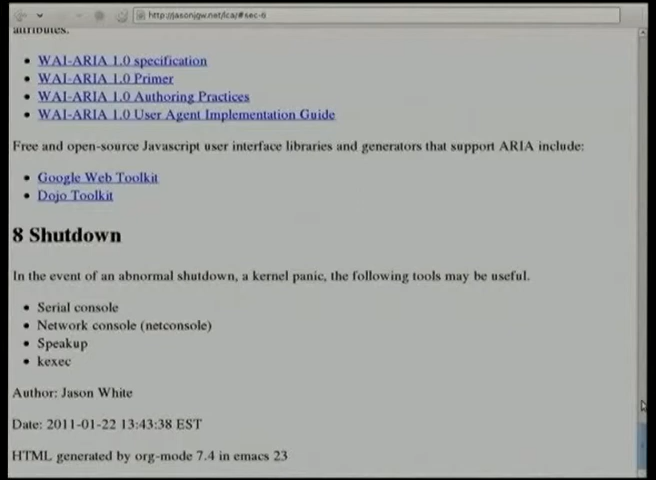 http://jasonjgw.net/lca/#sec-6
attributes.
WAI-ARIA 1.0 specification
WAI-ARIA 1.0 Primer
WAI-ARIA 1.0 Authoring Practices
WAI-ARIA 1.0 User Agent Implementation Guide
Free and open-source Javascript user interface libraries and generators that support ARIA include:
Google Web Toolkit
Dojo Toolkit
8 Shutdown
In the event of an abnormal shutdown, a kernel panic, the following tools may be useful.
Serial console
Network console (netconsole)
Speakup
kexec
Author: Jason White
Date: 2011-01-22 13:43:38 EST
HTML generated by org-mode 7.4 in emacs 23